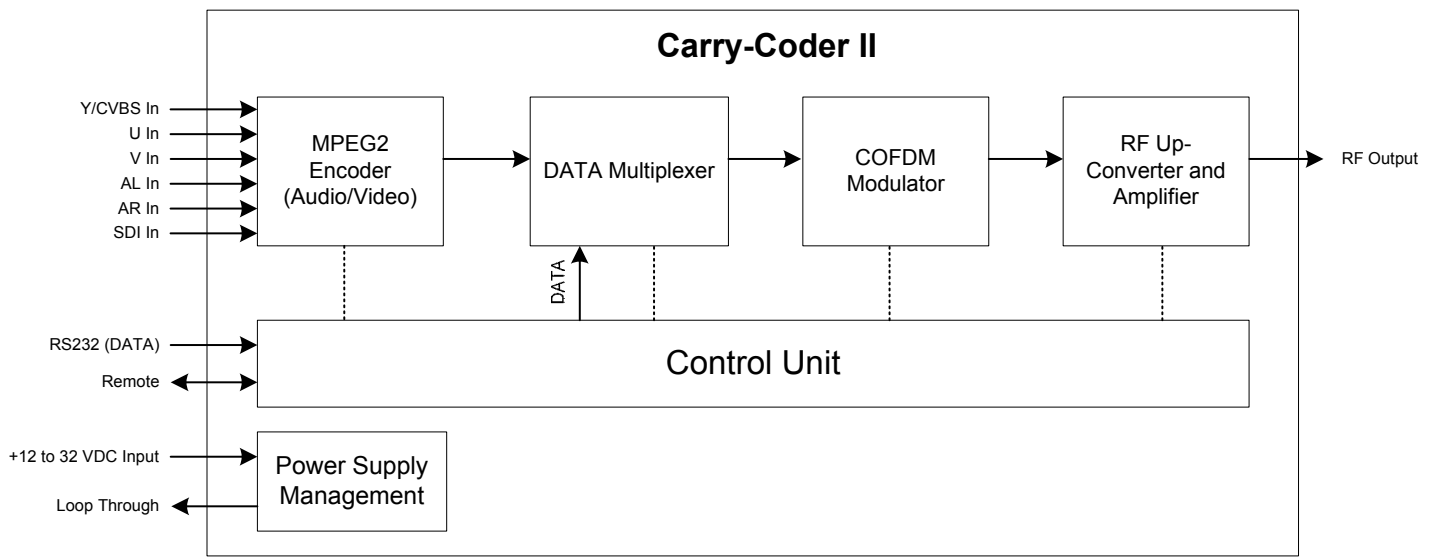 Carry-Coder II
Y/CVBS In
U In
V In
AL In
AR In
SDI In
MPEG2
Encoder
(Audio/Video)
DATA Multiplexer
COFDM
Modulator
RF Up-
Converter and
Amplifier
RF Output
DATA
RS232 (DATA)
Remote
Control Unit
+12 to 32 VDC Input
Loop Through
Power Supply
Management